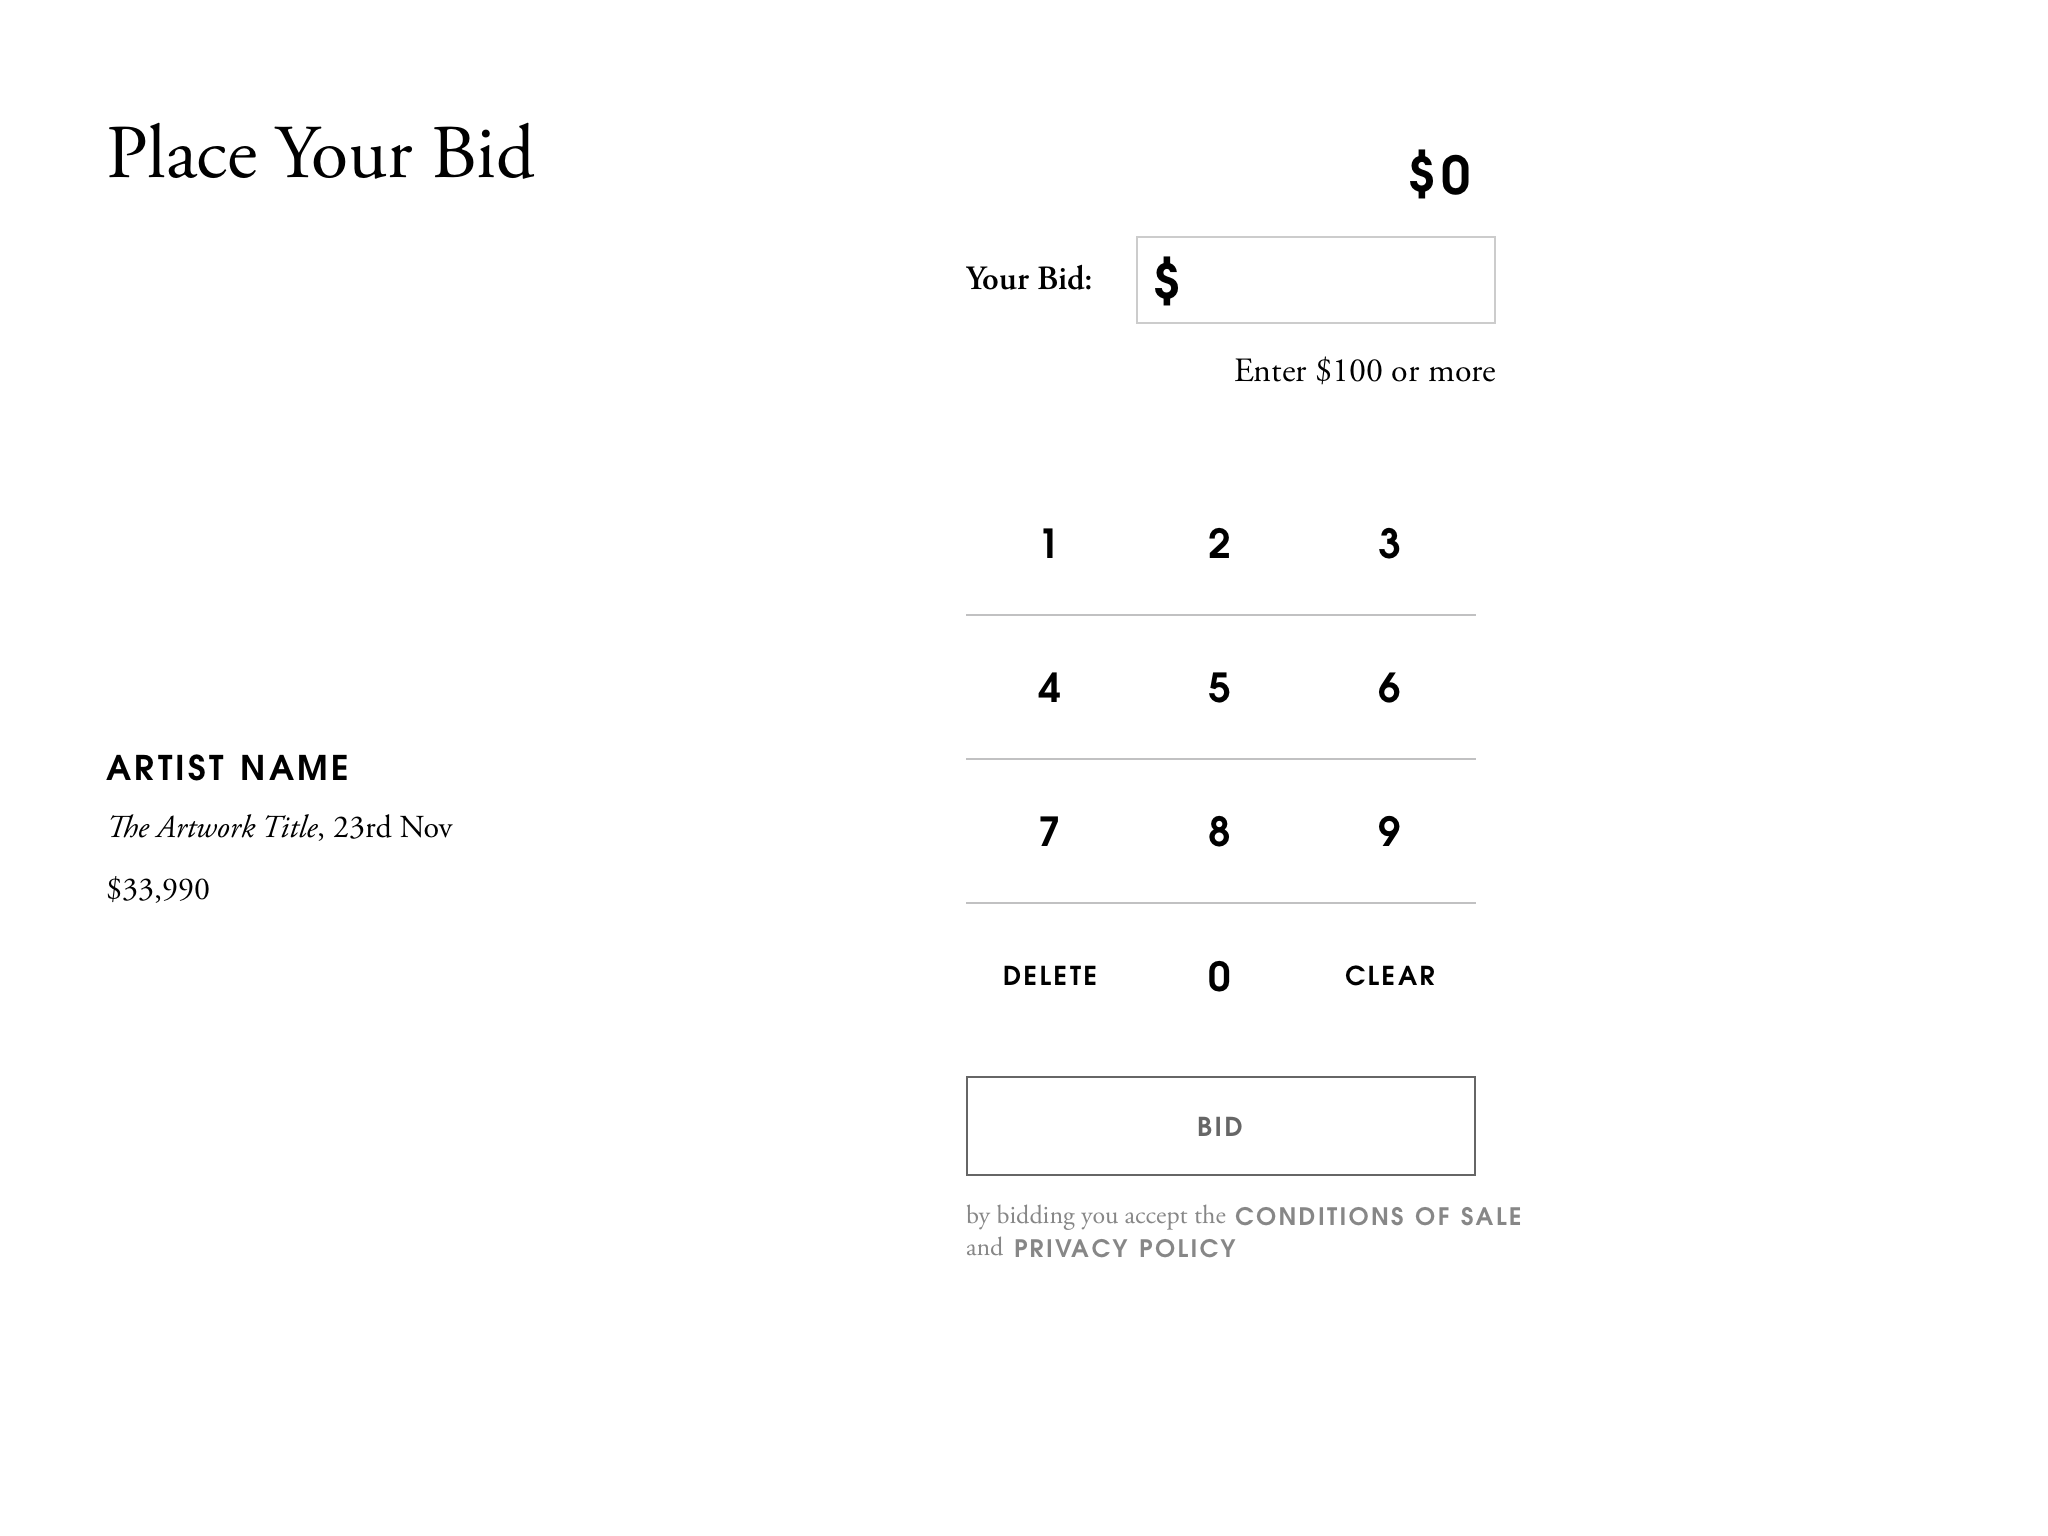 Place Your Bid
$0
Your Bid: $
Enter $100 or more
1 2 3
4 5 6
7 8 9
DELETE 0 CLEAR
ARTIST NAME
The Artwork Title, 23rd Nov
$33,990
BID
by bidding you accept the CONDITIONS OF SALE
and PRIVACY POLICY